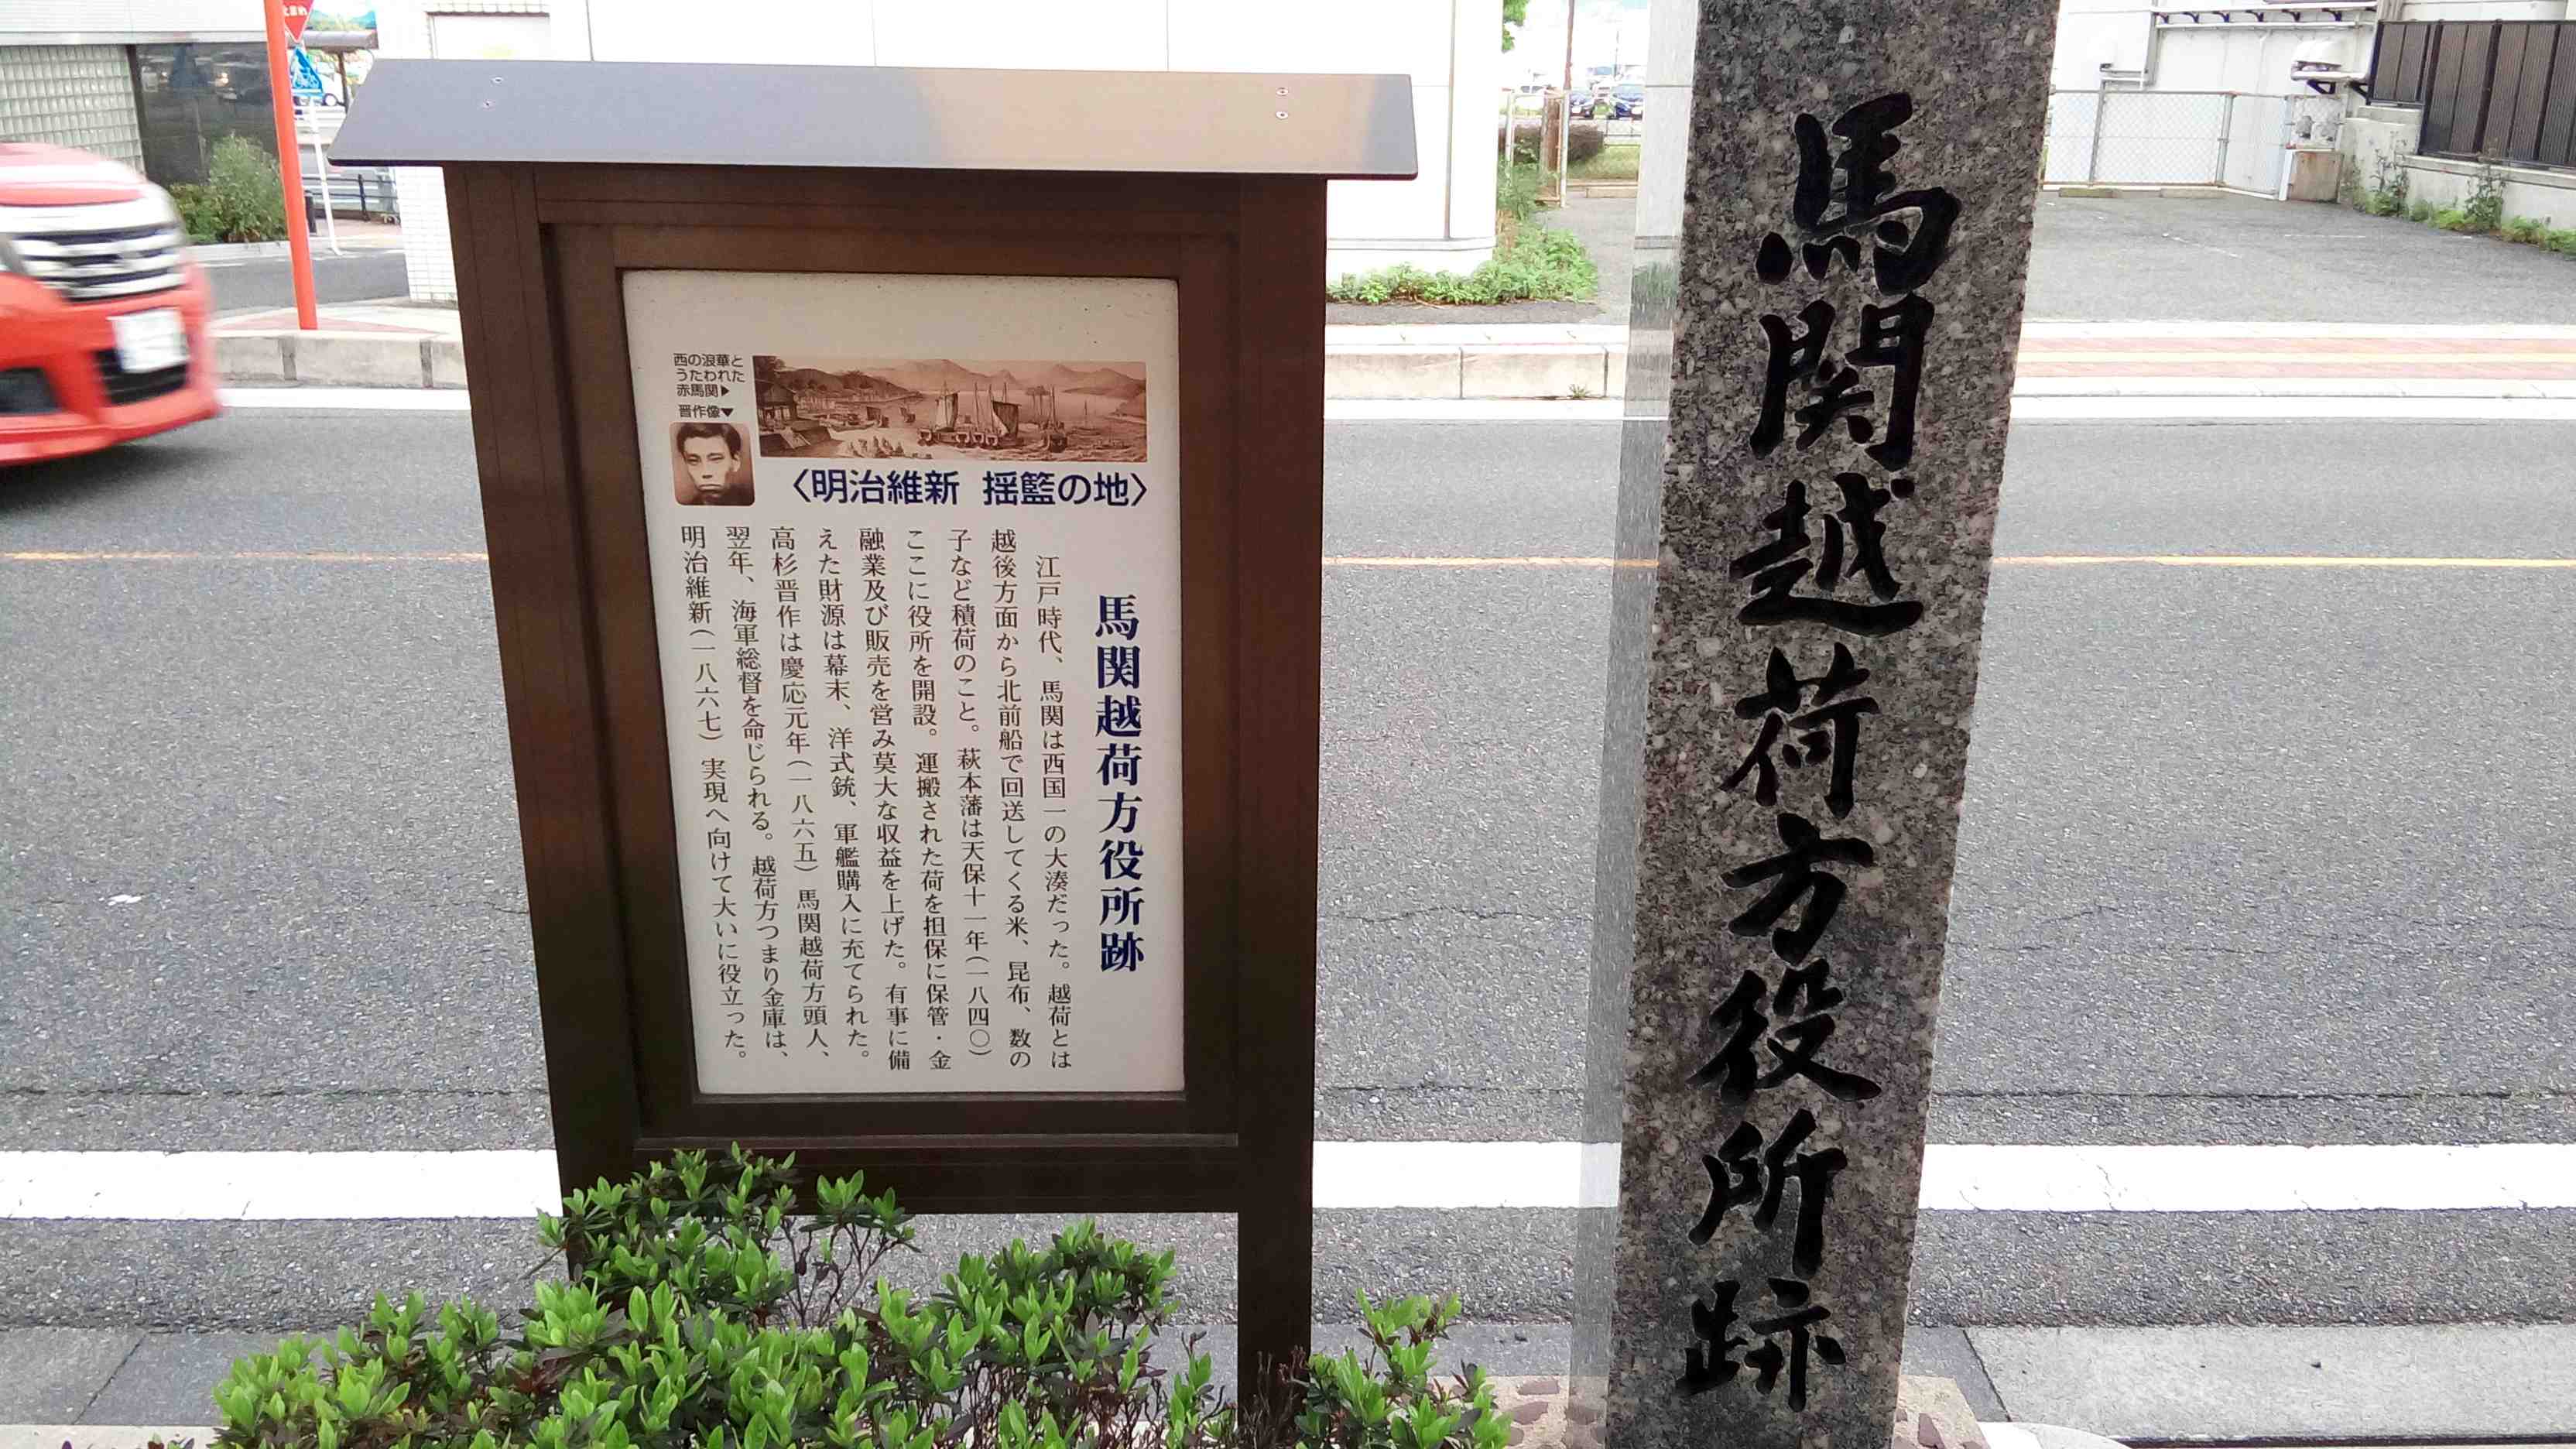 西の浪華と
うたわれた
赤馬関▶
晋作像▼
〈明治維新 揺籃の地〉
馬関越荷方役所跡
江戸時代、馬関は西国一の大湊だった。越荷とは
越後方面から北前船で回送してくる米、昆布、数の
子など積荷のこと。萩本藩は天保十一年(一八四〇)
ここに役所を開設。運搬された荷を担保に保管・金
融業及び販売を営み莫大な収益を上げた。有事に備
えた財源は幕末、洋式銃、軍艦購入に充てられた。
高杉晋作は慶応元年(一八六五)馬関越荷方頭人、
翌年、海軍総督を命じられる。越荷方つまり金庫は、
明治維新(一八六七)実現へ向けて大いに役立った。
馬関越荷方役所跡